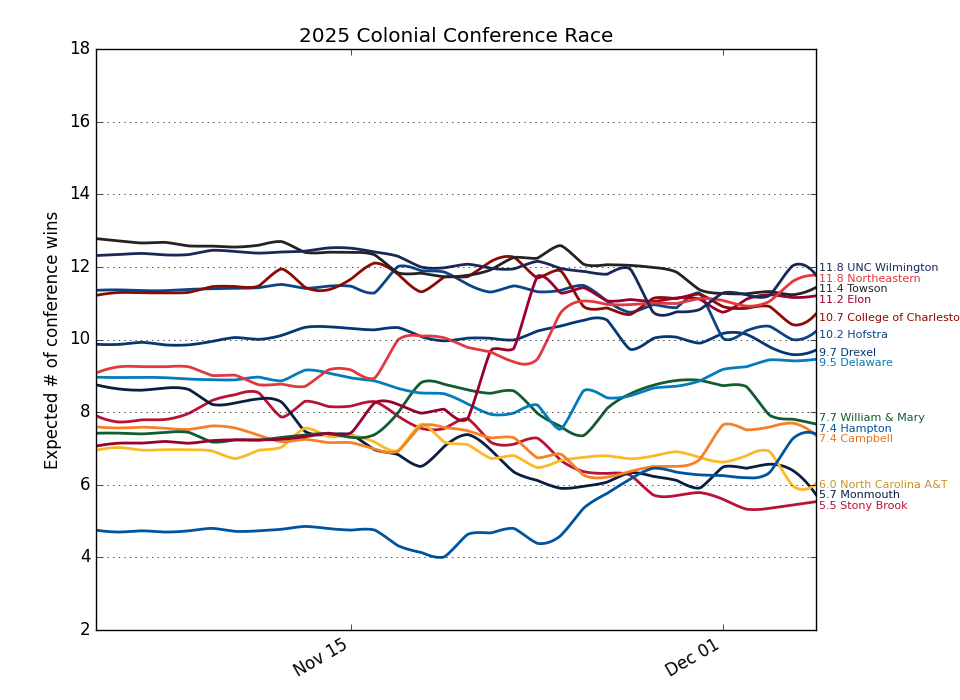 2025 Colonial Conference Race
Expected # of conference wins
18
16
14
12
10
8
6
4
2
Nov 15
Dec 01
11.8 UNC Wilmington
11.8 Northeastern
11.4 Towson
11.2 Elon
10.7 College of Charlesto
10.2 Hofstra
9.7 Drexel
9.5 Delaware
7.7 William & Mary
7.4 Hampton
7.4 Campbell
6.0 North Carolina A&T
5.7 Monmouth
5.5 Stony Brook